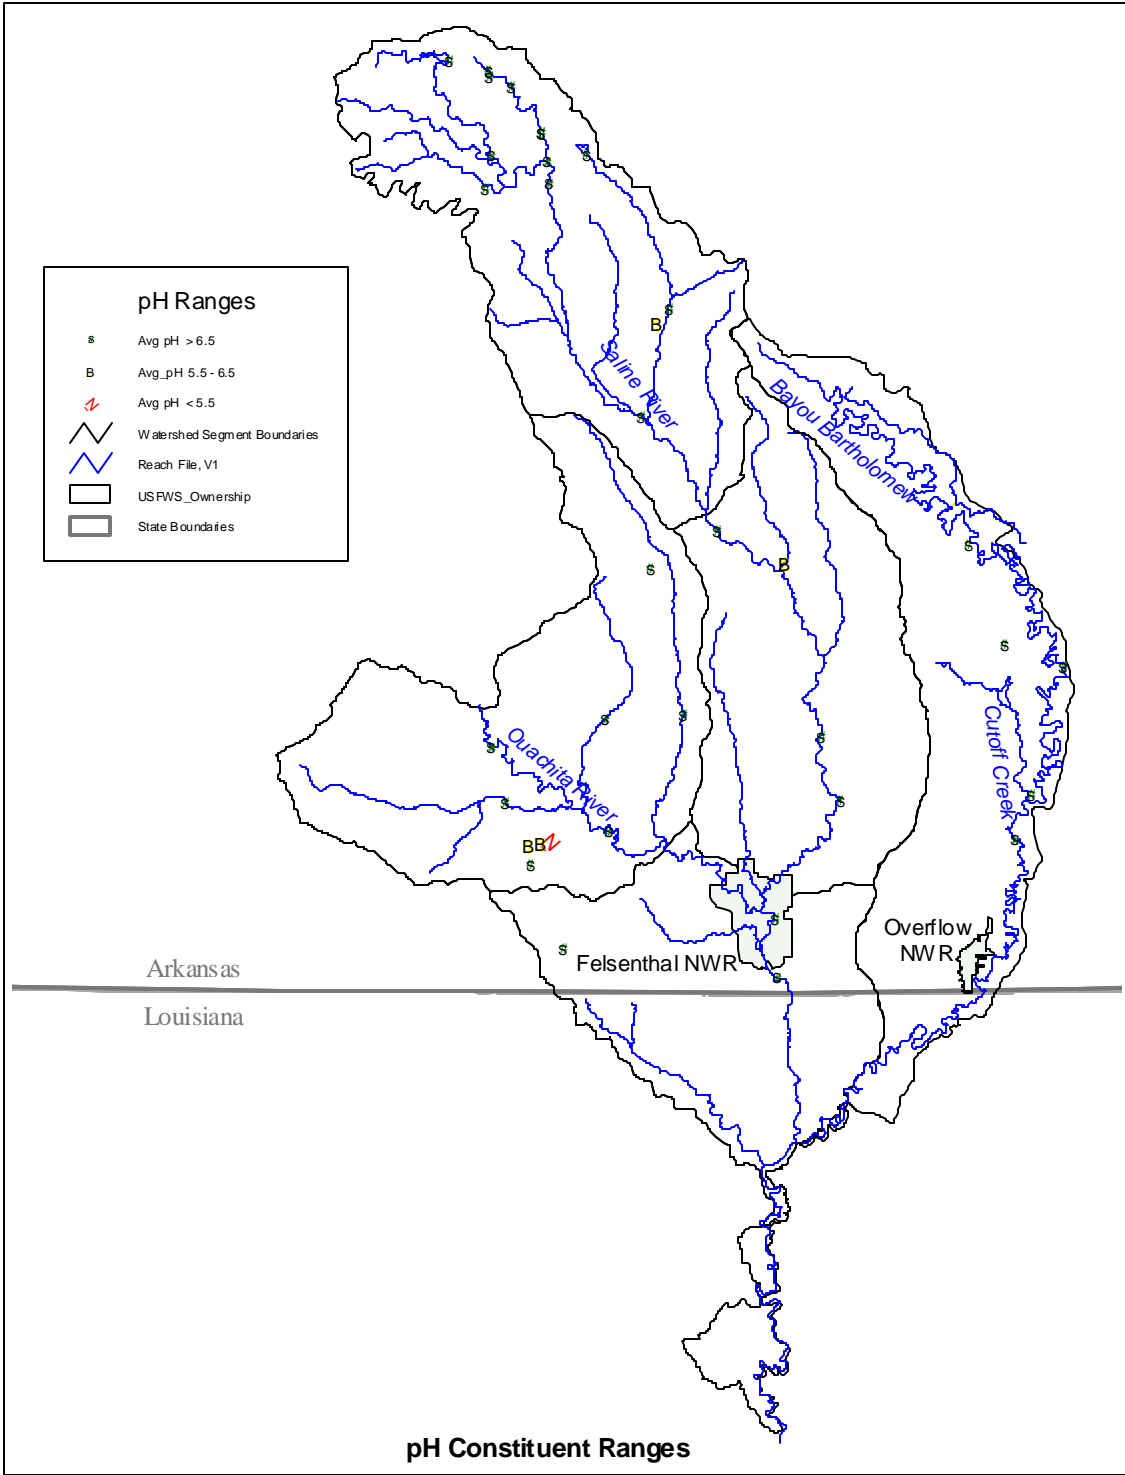 pH Ranges
s Avg pH > 6.5
B Avg_pH 5.5 - 6.5
N Avg pH < 5.5
Watershed Segment Boundaries
Reach File, V1
USFWS_Ownership
State Boundaries
S
S
S
S
S
S
S
S
S
S
S
B
Saline River
Bayou Bartholomew
S
S
B
S
S
S
S
Cutoff Creek
S
S
S
S
Ouachita River
S
S
S
S
S
B B N
S
S
Overflow
NWR
Felsenthal NWR
S
S
Arkansas
Louisiana
pH Constituent Ranges